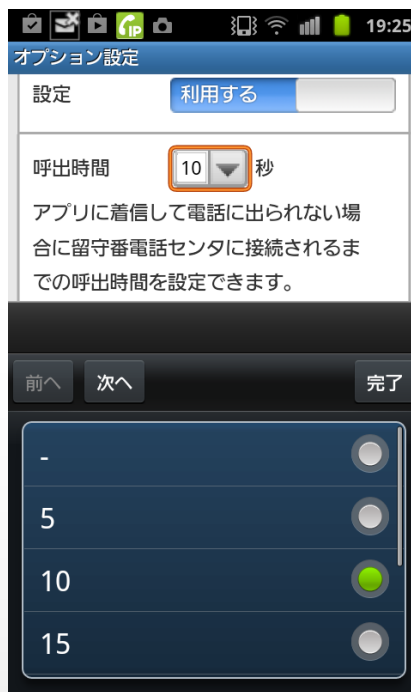 iP
19:25
オプション設定
設定
利用する
呼出時間
10
秒
アプリに着信して電話に出られない場
合に留守番電話センタに接続されるま
での呼出時間を設定できます。
前へ
次へ
完了
-
5
10
15